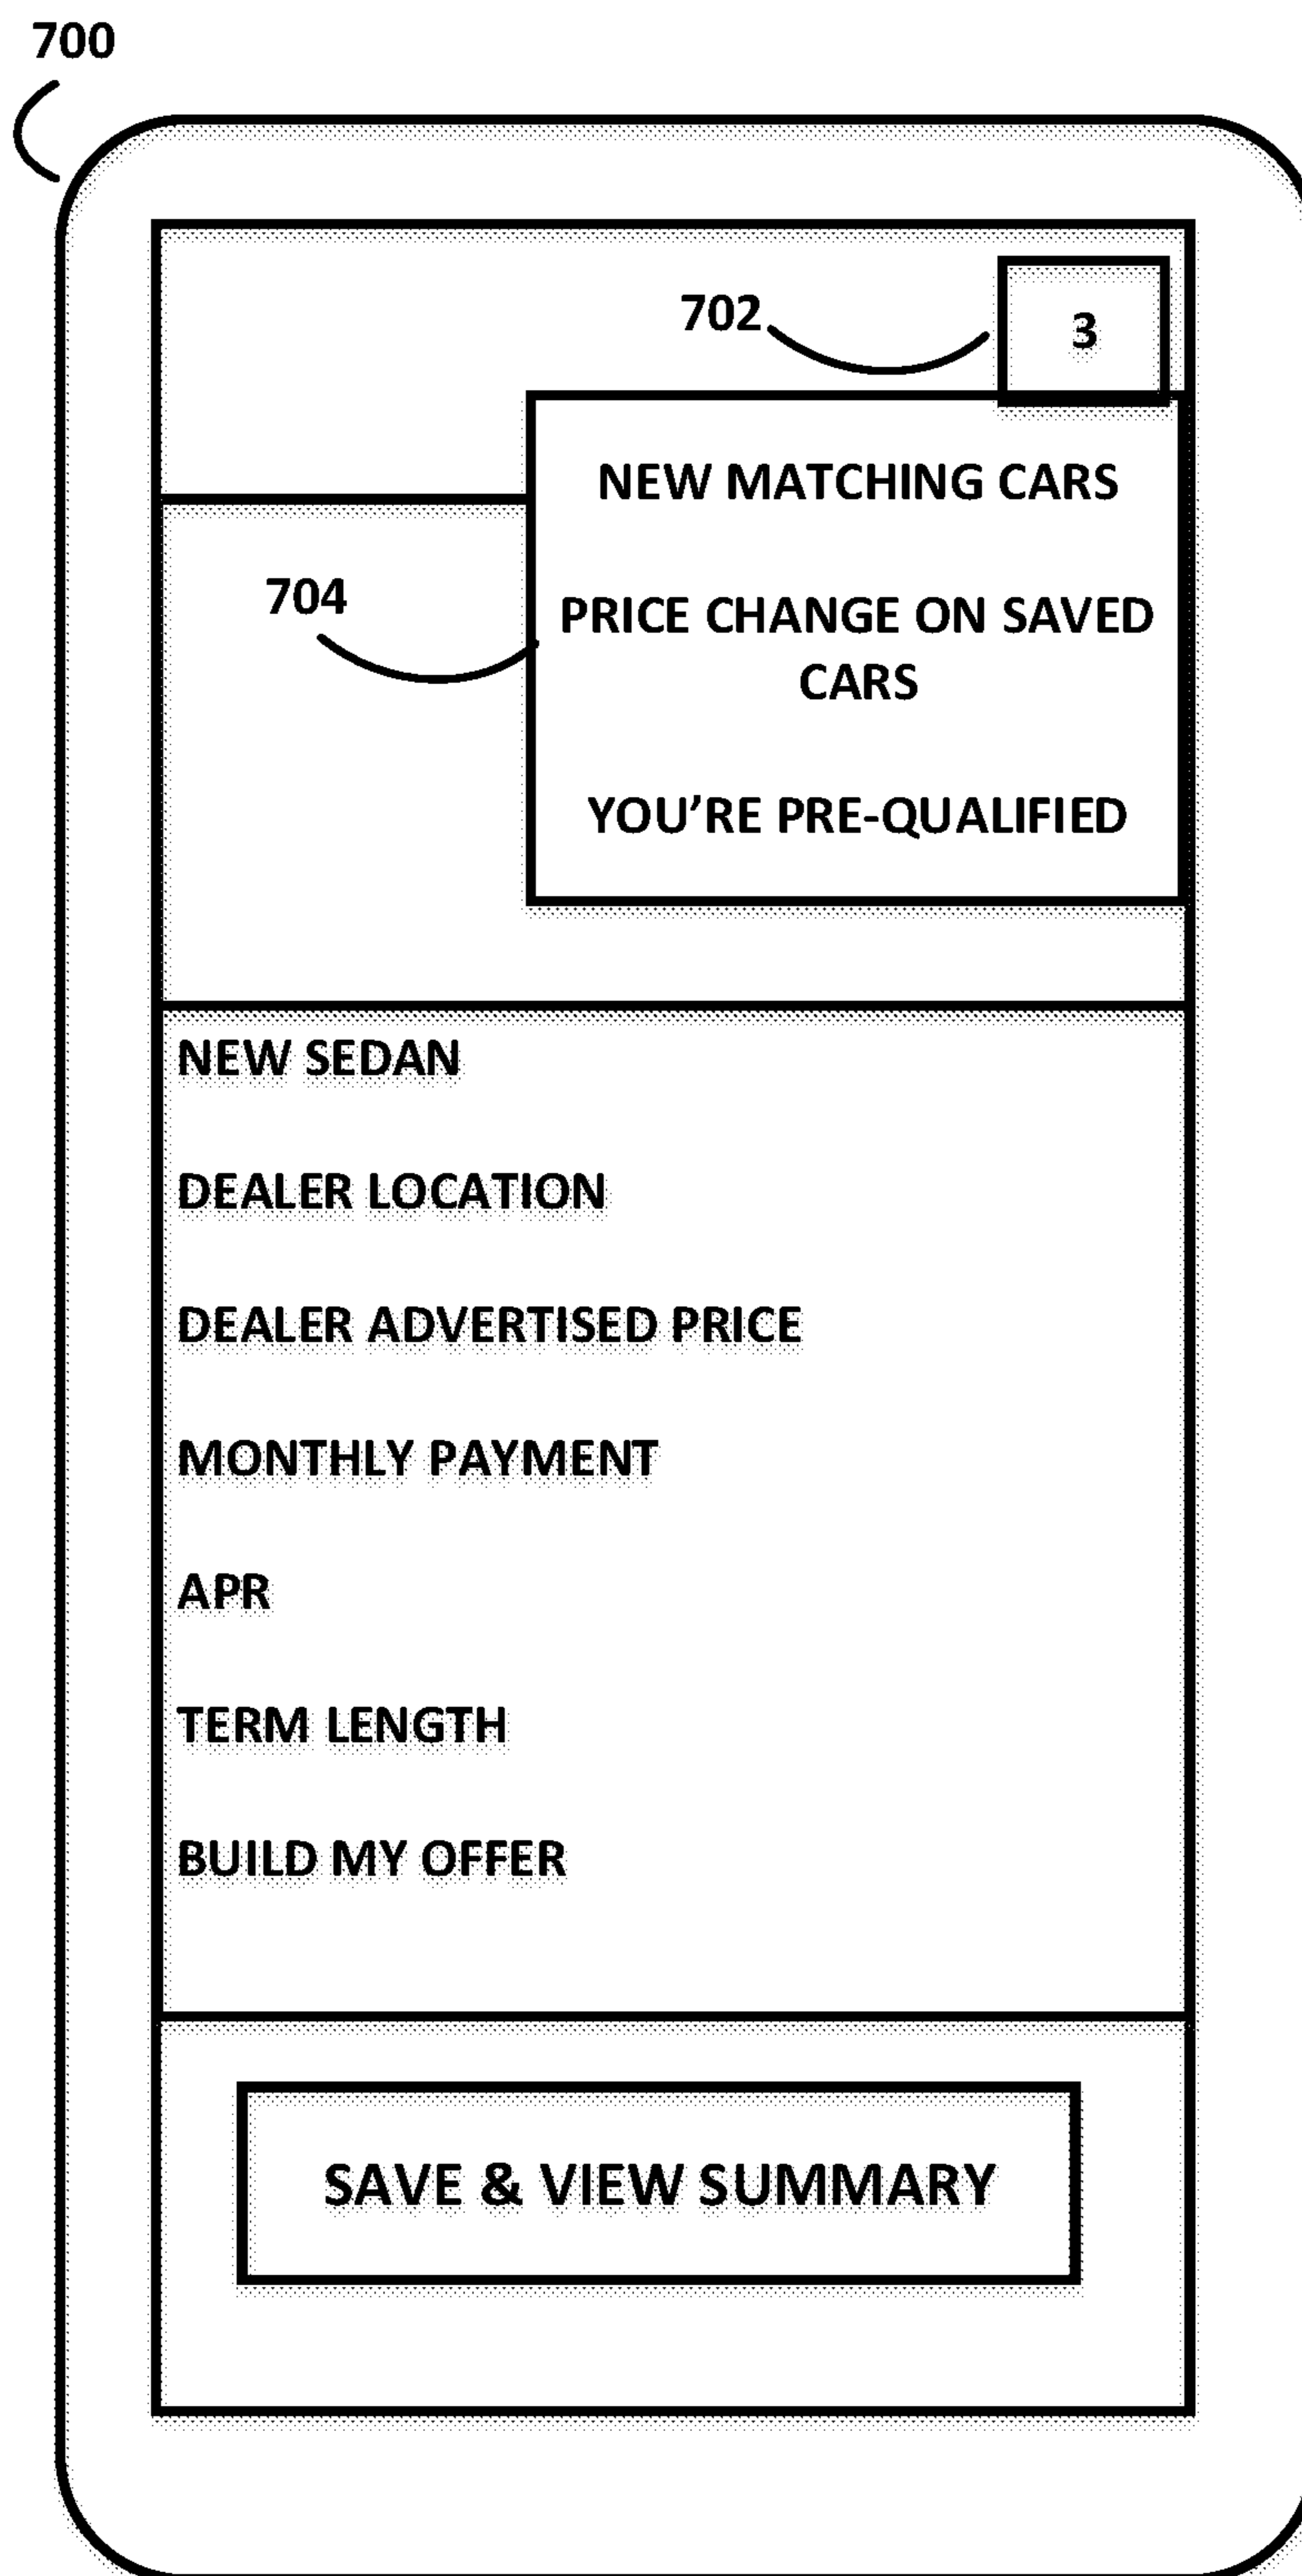 700
702
3
NEW MATCHING CARS
704
PRICE CHANGE ON SAVED
CARS
YOU'RE PRE-QUALIFIED
NEW SEDAN
DEALER LOCATION
DEALER ADVERTISED PRICE
MONTHLY PAYMENT
APR
TERM LENGTH
BUILD MY OFFER
SAVE & VIEW SUMMARY